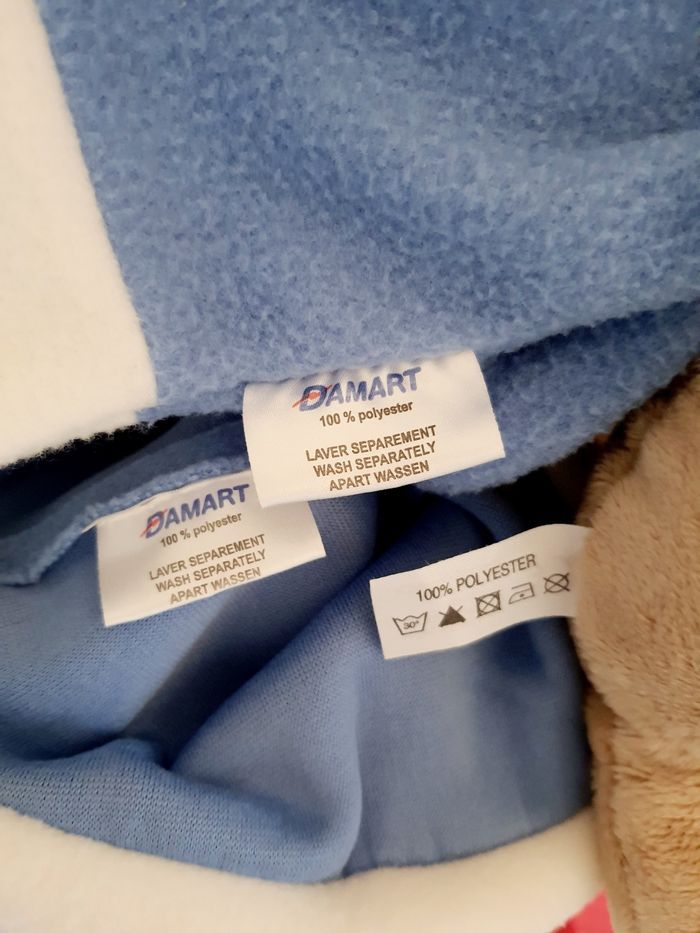 DAMART
100 % polyester
LAVER SEPAREMENT
WASH SEPARATELY
APART WASSEN
DAMART
100 % polyester
LAVER SEPAREMENT
WASH SEPARATELY
APART WASSEN
100% POLYESTER
30°